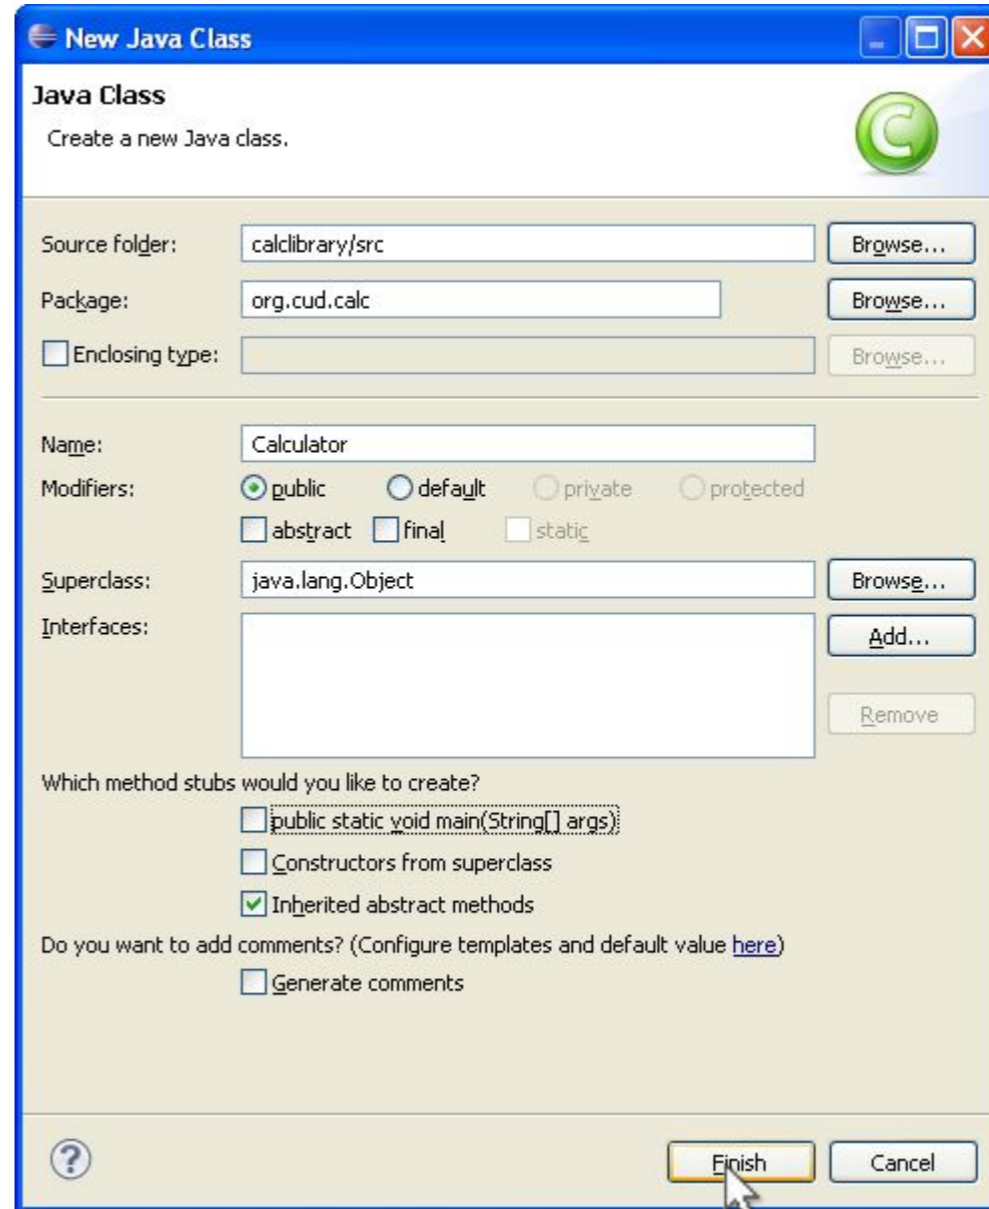 New Java Class
Java Class
Create a new Java class.
C
Source folder: calclibrary/src Browse...
Package: org.cud.calc Browse...
Enclosing type: Browse...
Name: Calculator
Modifiers: public default private protected
abstract final static
Superclass: java.lang.Object Browse...
Interfaces: Add...
Remove
Which method stubs would you like to create?
public static void main(String[] args)
Constructors from superclass
Inherited abstract methods
Do you want to add comments? (Configure templates and default value here)
Generate comments
? Finish Cancel